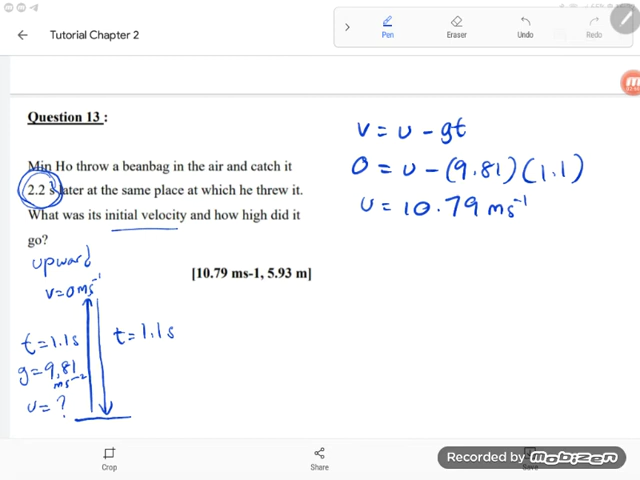 Tutorial Chapter 2
Pen
Eraser
Undo
Redo
Question 13 :
Min Ho throw a beanbag in the air and catch it
2.2 s later at the same place at which he threw it.
What was its initial velocity and how high did it
go?
[10.79 ms-1, 5.93 m]
upward
v=0ms⁻¹
t=1.1s
t=1.1s
g=9.81
ms⁻²
u=?
v = u - gt
0 = u - (9.81)(1.1)
u = 10.79 ms⁻¹
Crop
Share
Save
Recorded by Mobizen